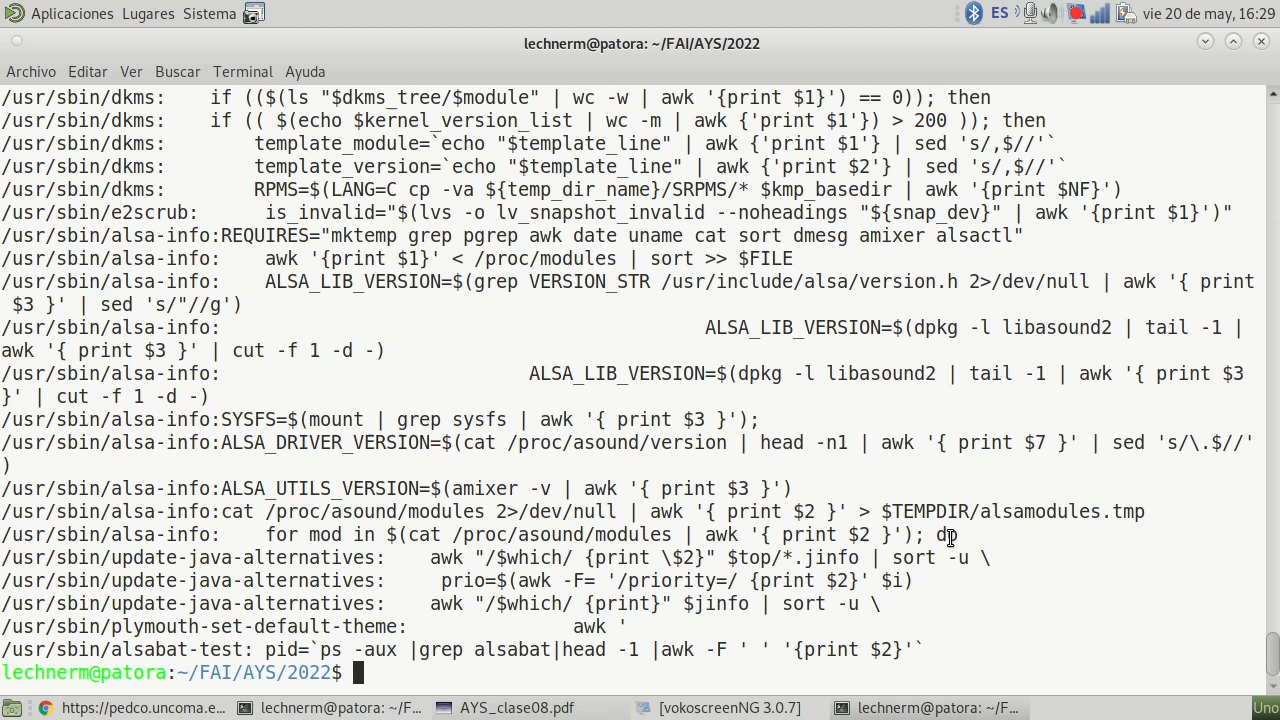 Aplicaciones Lugares Sistema ES vie 20 de may, 16:29
lechnerm@patora: ~/FAI/AYS/2022
Archivo Editar Ver Buscar Terminal Ayuda
/usr/sbin/dkms:    if (($(ls "$dkms_tree/$module" | wc -w | awk '{print $1}') == 0)); then
/usr/sbin/dkms:    if (( $(echo $kernel_version_list | wc -m | awk {'print $1'}) > 200 )); then
/usr/sbin/dkms:        template_module=`echo "$template_line" | awk {'print $1'} | sed 's/,$//'`
/usr/sbin/dkms:        template_version=`echo "$template_line" | awk {'print $2'} | sed 's/,$//'`
/usr/sbin/dkms:        RPMS=$(LANG=C cp -va ${temp_dir_name}/SRPMS/* $kmp_basedir | awk '{print $NF}')
/usr/sbin/e2scrub:      is_invalid="$(lvs -o lv_snapshot_invalid --noheadings "${snap_dev}" | awk '{print $1}')"
/usr/sbin/alsa-info:REQUIRES="mktemp grep pgrep awk date uname cat sort dmesg amixer alsactl"
/usr/sbin/alsa-info:    awk '{print $1}' < /proc/modules | sort >> $FILE
/usr/sbin/alsa-info:    ALSA_LIB_VERSION=$(grep VERSION_STR /usr/include/alsa/version.h 2>/dev/null | awk '{ print
 $3 }' | sed 's/"//g')
/usr/sbin/alsa-info:                                            ALSA_LIB_VERSION=$(dpkg -l libasound2 | tail -1 |
awk '{ print $3 }' | cut -f 1 -d -)
/usr/sbin/alsa-info:                            ALSA_LIB_VERSION=$(dpkg -l libasound2 | tail -1 | awk '{ print $3
}' | cut -f 1 -d -)
/usr/sbin/alsa-info:SYSFS=$(mount | grep sysfs | awk '{ print $3 }');
/usr/sbin/alsa-info:ALSA_DRIVER_VERSION=$(cat /proc/asound/version | head -n1 | awk '{ print $7 }' | sed 's/\.$//'
)
/usr/sbin/alsa-info:ALSA_UTILS_VERSION=$(amixer -v | awk '{ print $3 }')
/usr/sbin/alsa-info:cat /proc/asound/modules 2>/dev/null | awk '{ print $2 }' > $TEMPDIR/alsamodules.tmp
/usr/sbin/alsa-info:    for mod in $(cat /proc/asound/modules | awk '{ print $2 }'); do
/usr/sbin/update-java-alternatives:    awk "/$which/ {print \$2}" $top/*.jinfo | sort -u \
/usr/sbin/update-java-alternatives:     prio=$(awk -F= '/priority=/ {print $2}' $i)
/usr/sbin/update-java-alternatives:    awk "/$which/ {print}" $jinfo | sort -u \
/usr/sbin/plymouth-set-default-theme:               awk '
/usr/sbin/alsabat-test: pid=`ps -aux |grep alsabat|head -1 |awk -F ' ' '{print $2}'`
lechnerm@patora:~/FAI/AYS/2022$
https://pedco.uncoma.e... lechnerm@patora: ~/F... AYS_clase08.pdf [vokoscreenNG 3.0.7] lechnerm@patora: ~/F... Uno